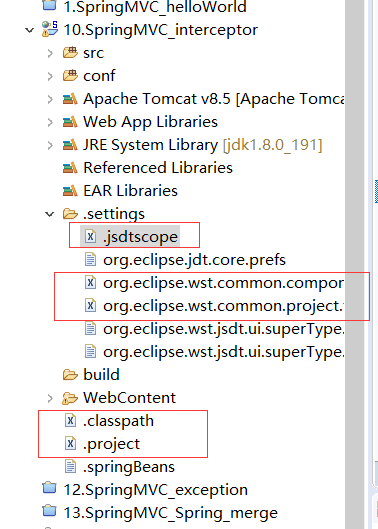 1.SpringMVC_helloWorld
10.SpringMVC_interceptor
src
conf
Apache Tomcat v8.5 [Apache Tomca
Web App Libraries
JRE System Library [jdk1.8.0_191]
Referenced Libraries
EAR Libraries
.settings
.jsdtscope
org.eclipse.jdt.core.prefs
org.eclipse.wst.common.compor
org.eclipse.wst.common.project.
org.eclipse.wst.jsdt.ui.superType.
org.eclipse.wst.jsdt.ui.superType.
build
WebContent
.classpath
.project
.springBeans
12.SpringMVC_exception
13.SpringMVC_Spring_merge